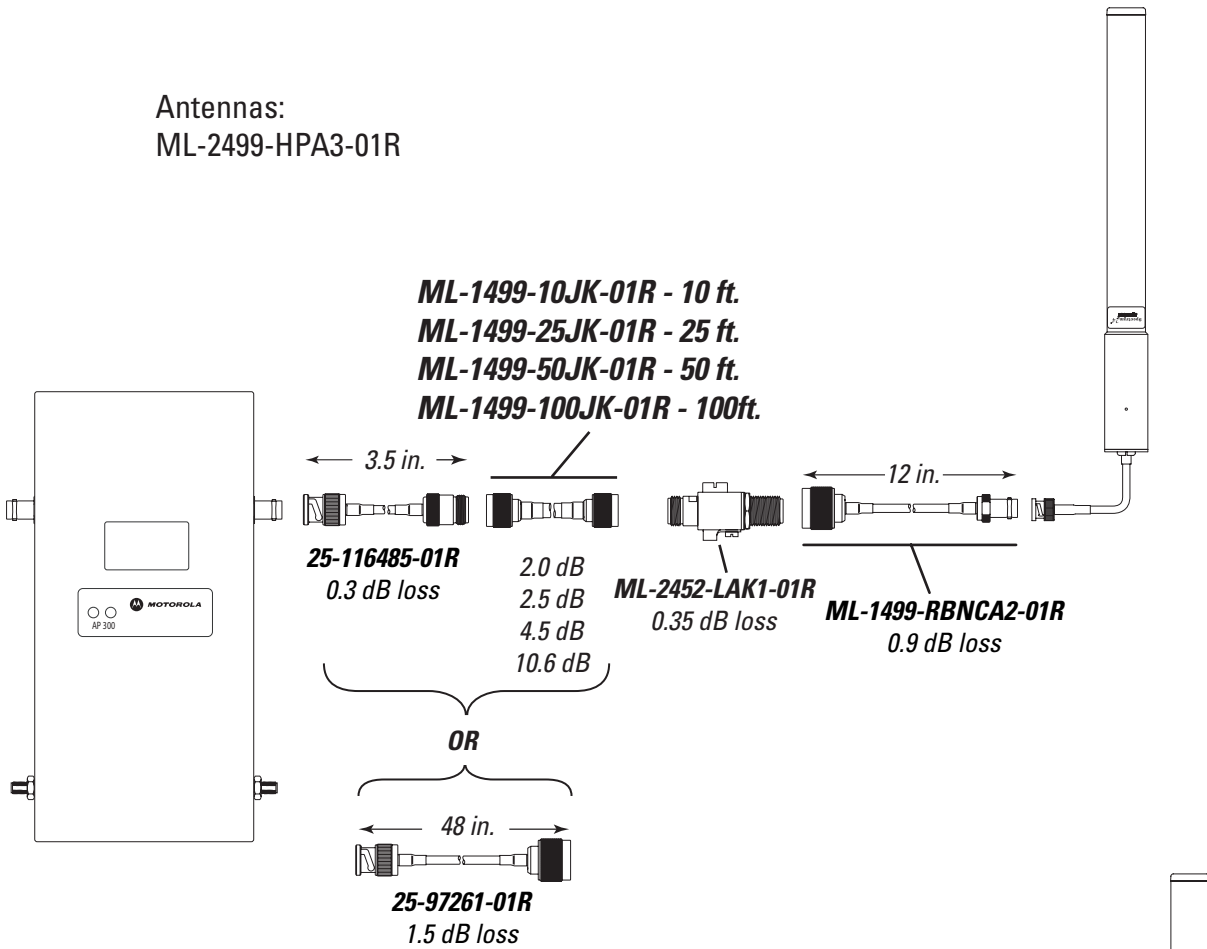 Antennas:
ML-2499-HPA3-01R
ML-1499-10JK-01R - 10 ft.
ML-1499-25JK-01R - 25 ft.
ML-1499-50JK-01R - 50 ft.
ML-1499-100JK-01R - 100ft.
3.5 in.
12 in.
25-116485-01R
0.3 dB loss
2.0 dB
2.5 dB
4.5 dB
10.6 dB
ML-2452-LAK1-01R
0.35 dB loss
ML-1499-RBNCA2-01R
0.9 dB loss
MOTOROLA
AP 300
OR
48 in.
25-97261-01R
1.5 dB loss